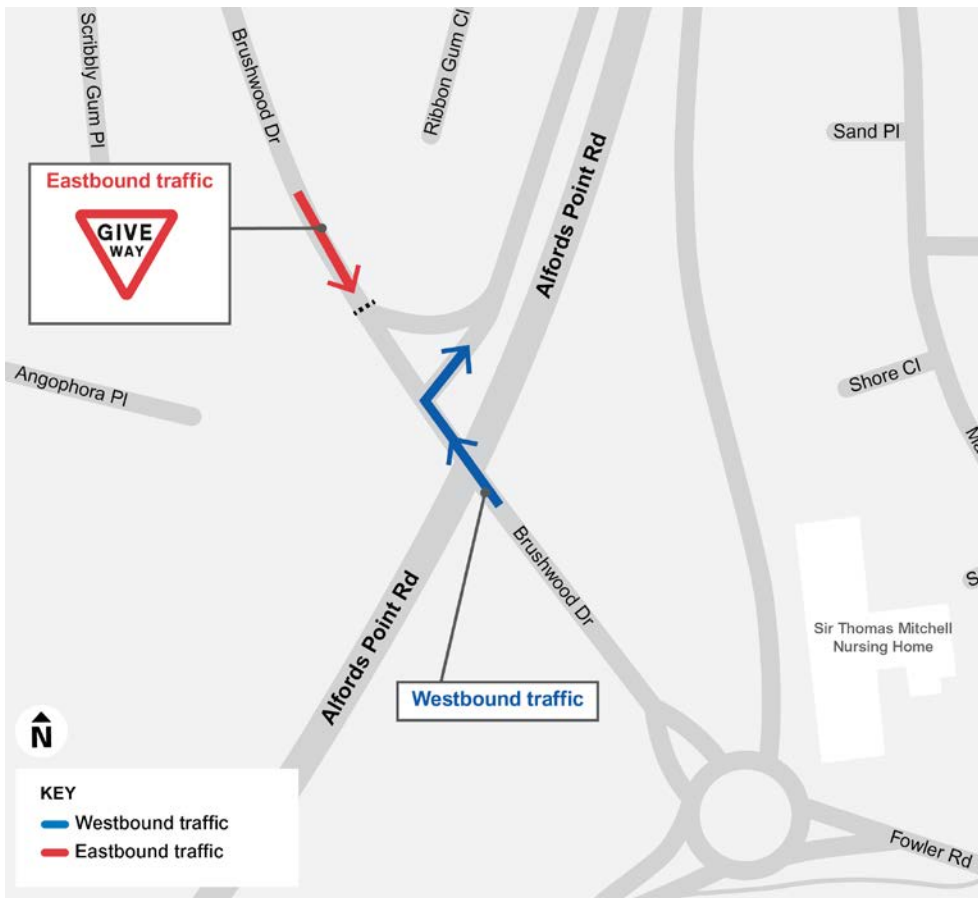 Scribbly Gum Pl
Brushwood Dr
Ribbon Gum Cl
Sand Pl
Eastbound traffic
GIVE
WAY
Alfords Point Rd
Angophora Pl
Shore Cl
Ma
Brushwood Dr
S
Alfords Point Rd
Sir Thomas Mitchell
Nursing Home
Westbound traffic
N
KEY
Westbound traffic
Eastbound traffic
Fowler Rd